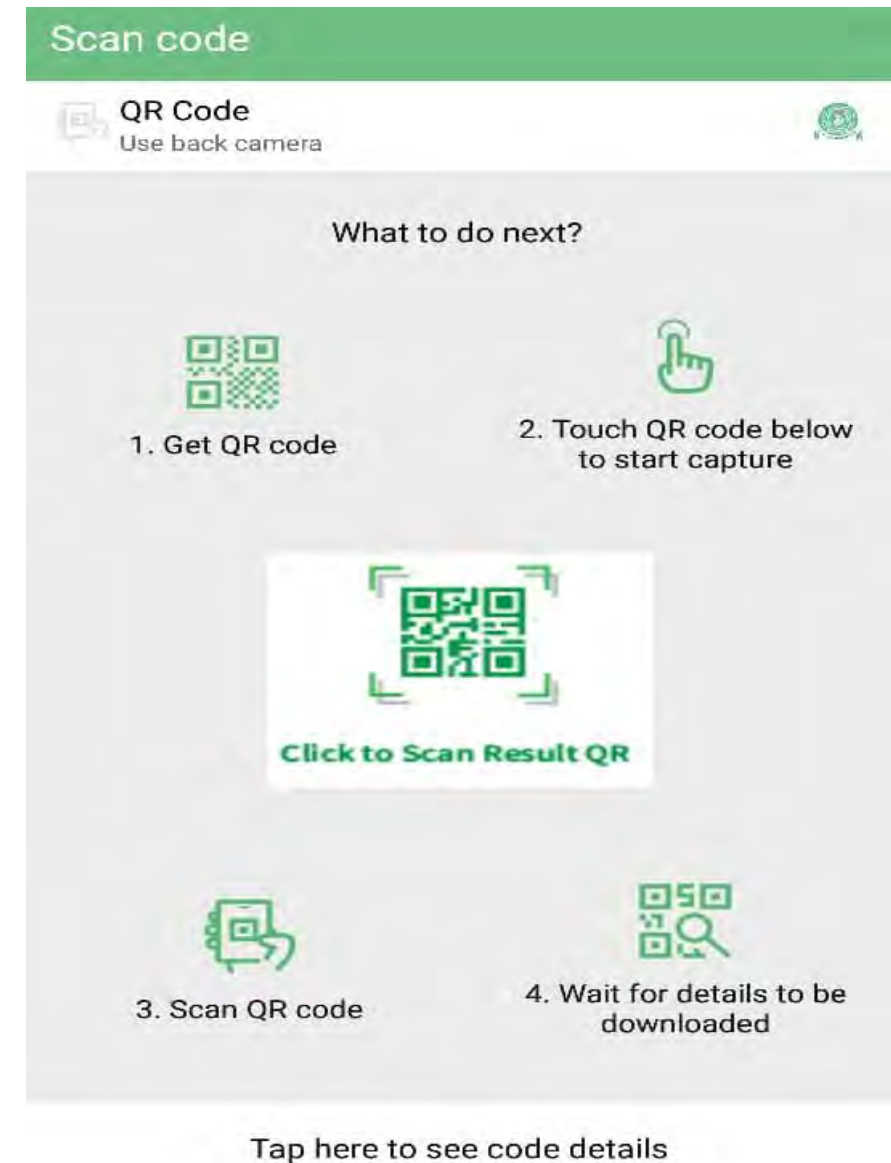 Scan code
QR Code
Use back camera
What to do next?
1. Get QR code
2. Touch QR code below
to start capture
Click to Scan Result QR
3. Scan QR code
4. Wait for details to be
downloaded
Tap here to see code details